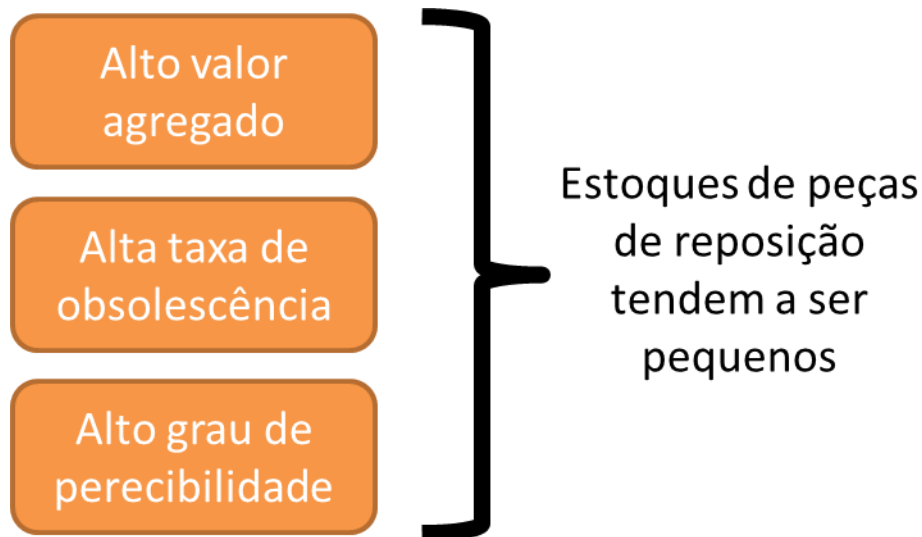 Alto valor
agregado
Alta taxa de
obsolescência
Alto grau de
perecibilidade
Estoques de peças
de reposição
tendem a ser
pequenos